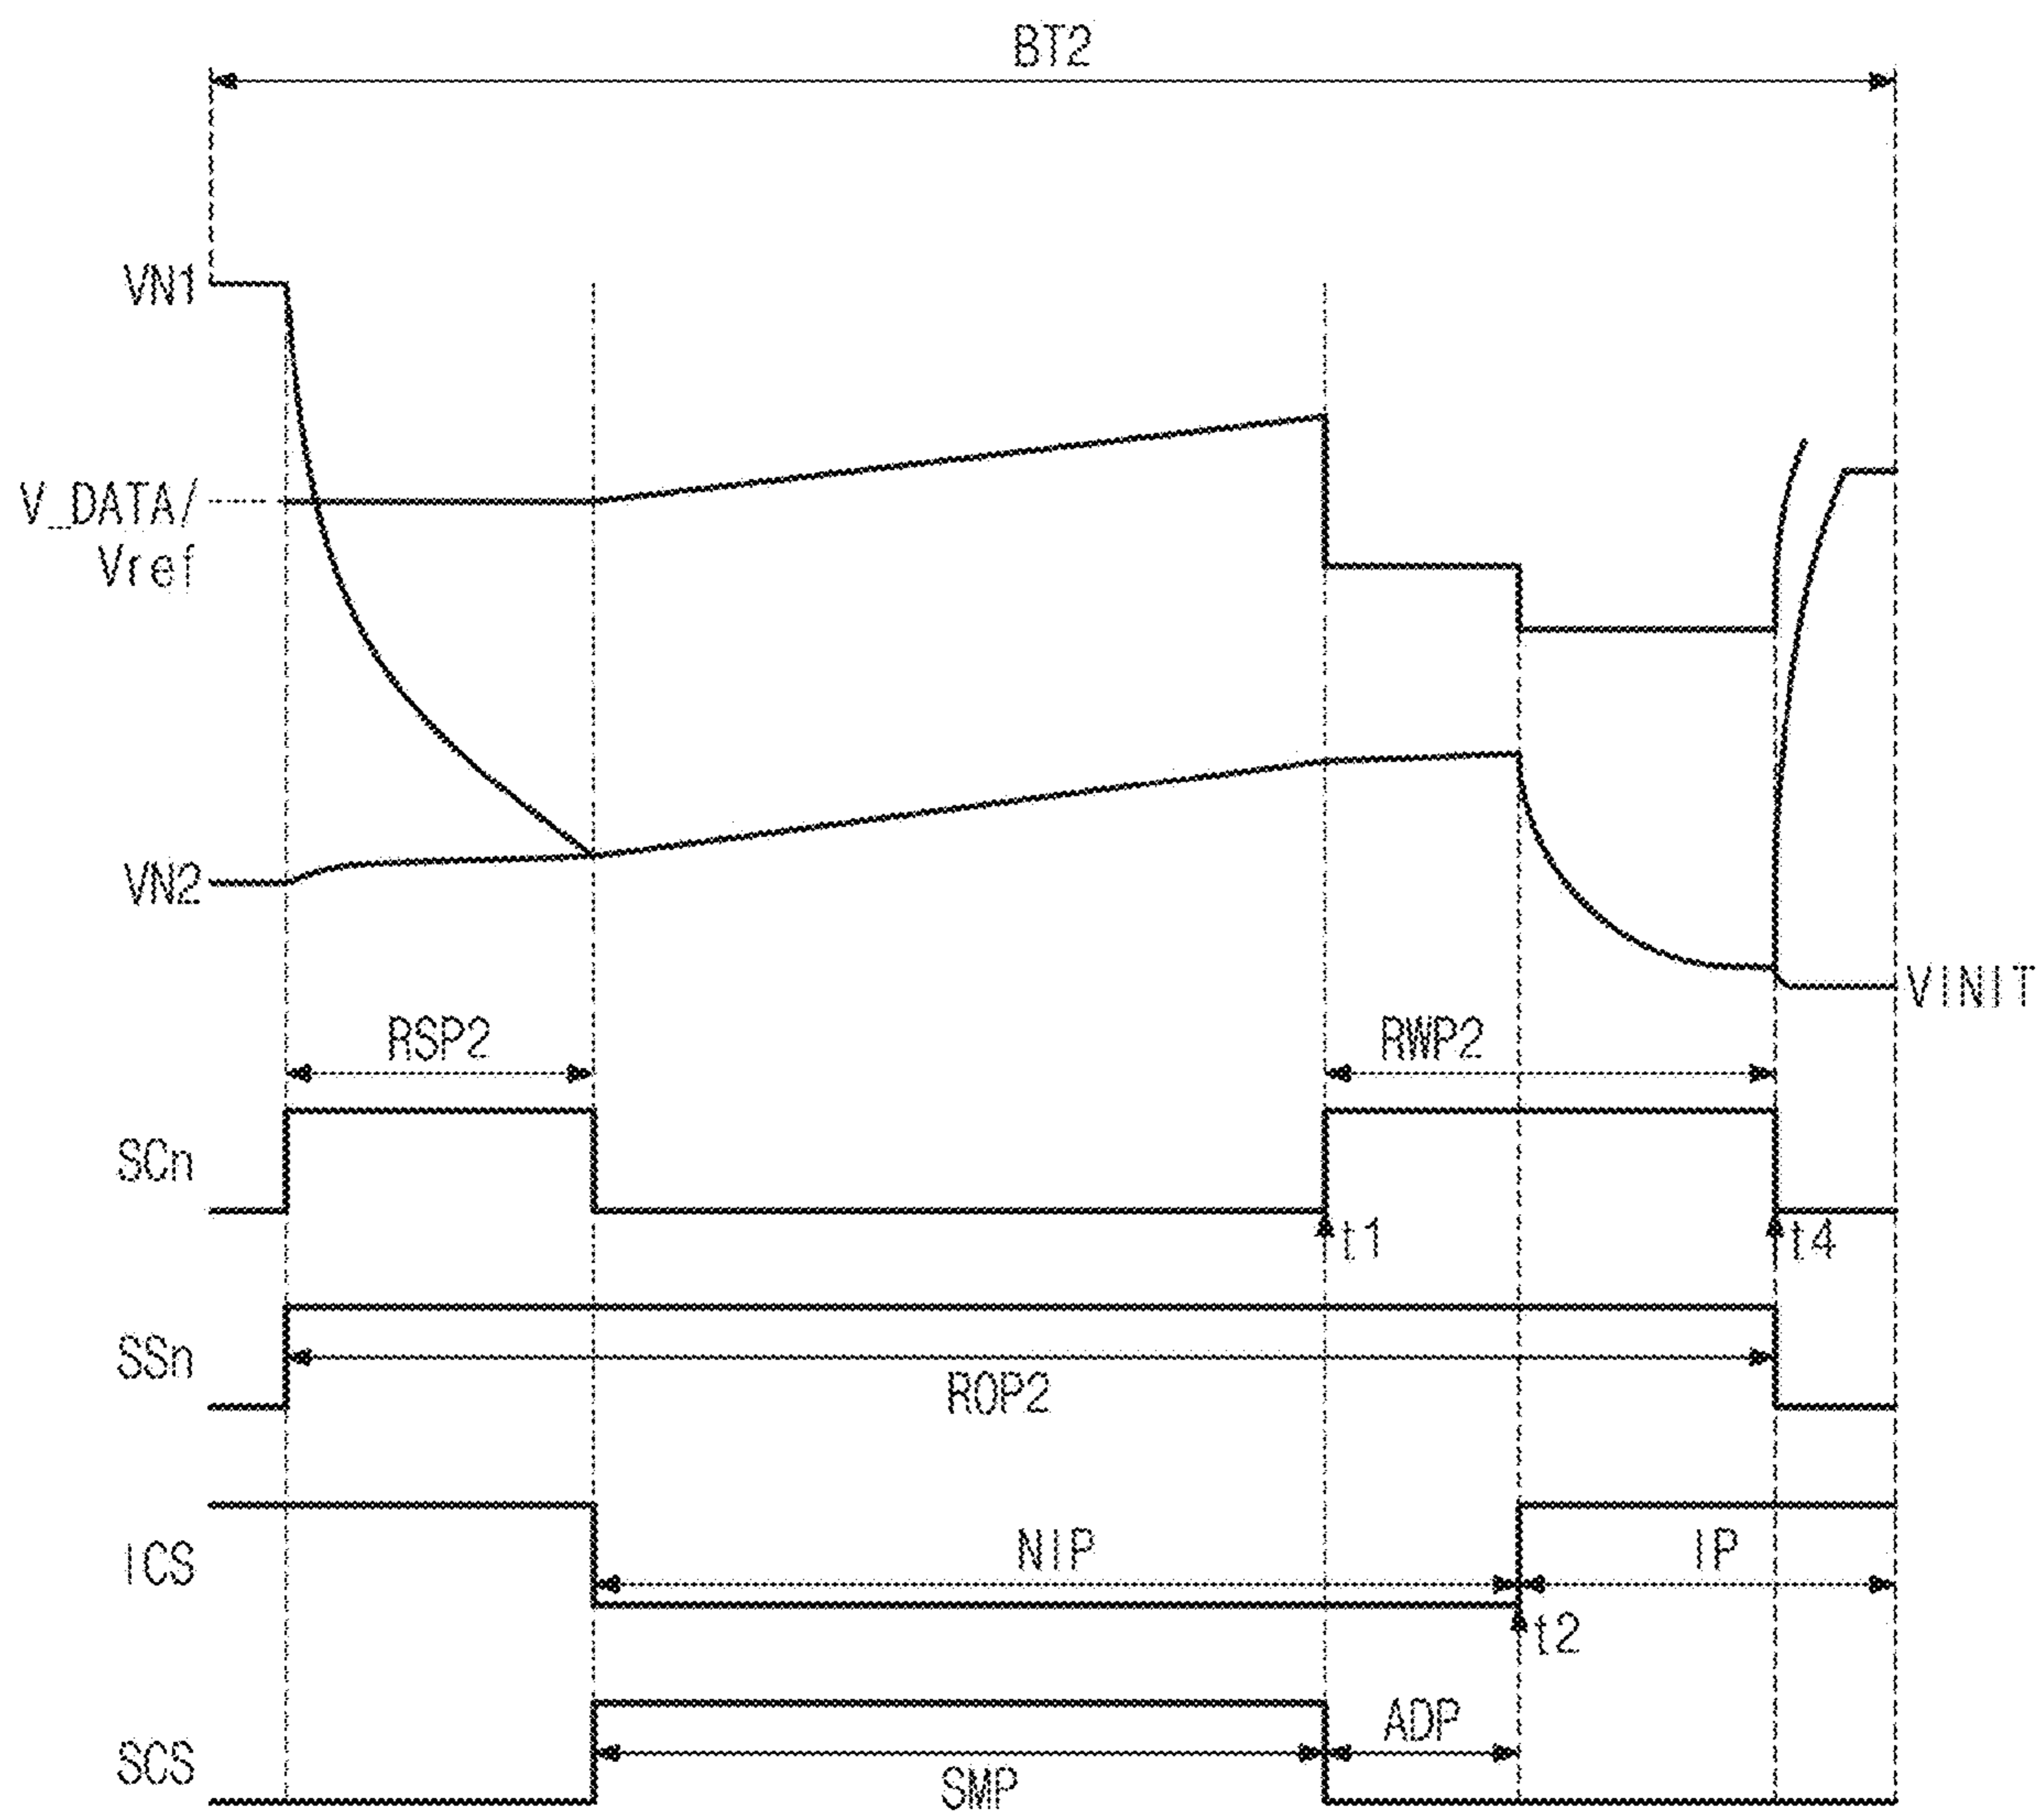 BT2
VN1
V_DATA/
Vref
VN2
VINIT
RSP2
RWP2
SCn
t1
t4
SSn
ROP2
ICS
NIP
IP
t2
SCS
SMP
ADP